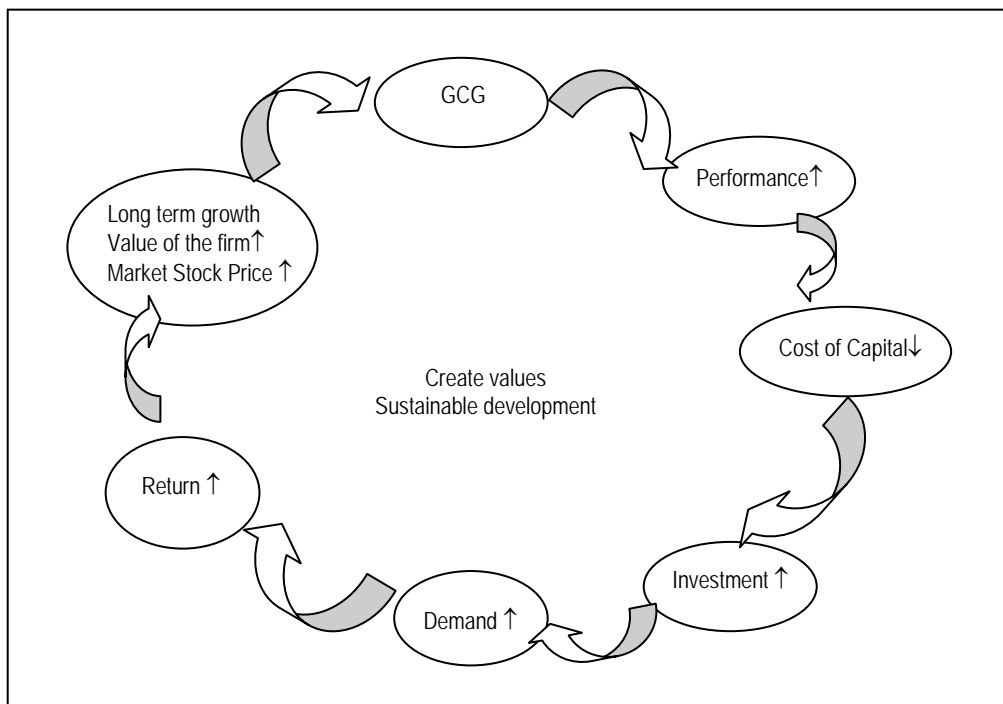 GCG
Performance↑
Cost of Capital↓
Investment ↑
Demand ↑
Return ↑
Long term growth
Value of the firm↑
Market Stock Price ↑
Create values
Sustainable development